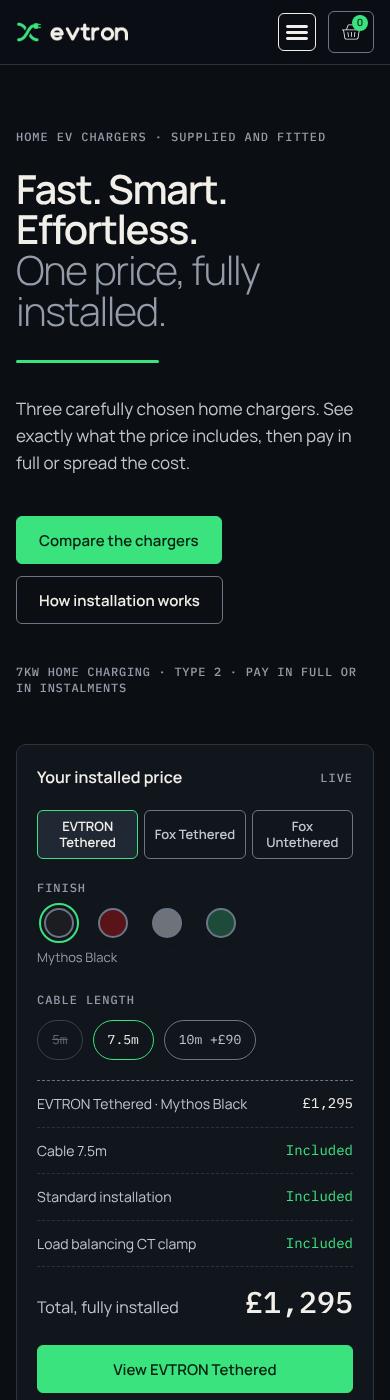 evtron
0
HOME EV CHARGERS · SUPPLIED AND FITTED
Fast. Smart.
Effortless.
One price, fully
installed.
Three carefully chosen home chargers. See
exactly what the price includes, then pay in
full or spread the cost.
Compare the chargers
How installation works
7KW HOME CHARGING · TYPE 2 · PAY IN FULL OR
IN INSTALMENTS
Your installed price
LIVE
EVTRON
Tethered
Fox Tethered
Fox
Untethered
FINISH
Mythos Black
CABLE LENGTH
5m
7.5m
10m +£90
EVTRON Tethered · Mythos Black
£1,295
Cable 7.5m
Included
Standard installation
Included
Load balancing CT clamp
Included
Total, fully installed
£1,295
View EVTRON Tethered